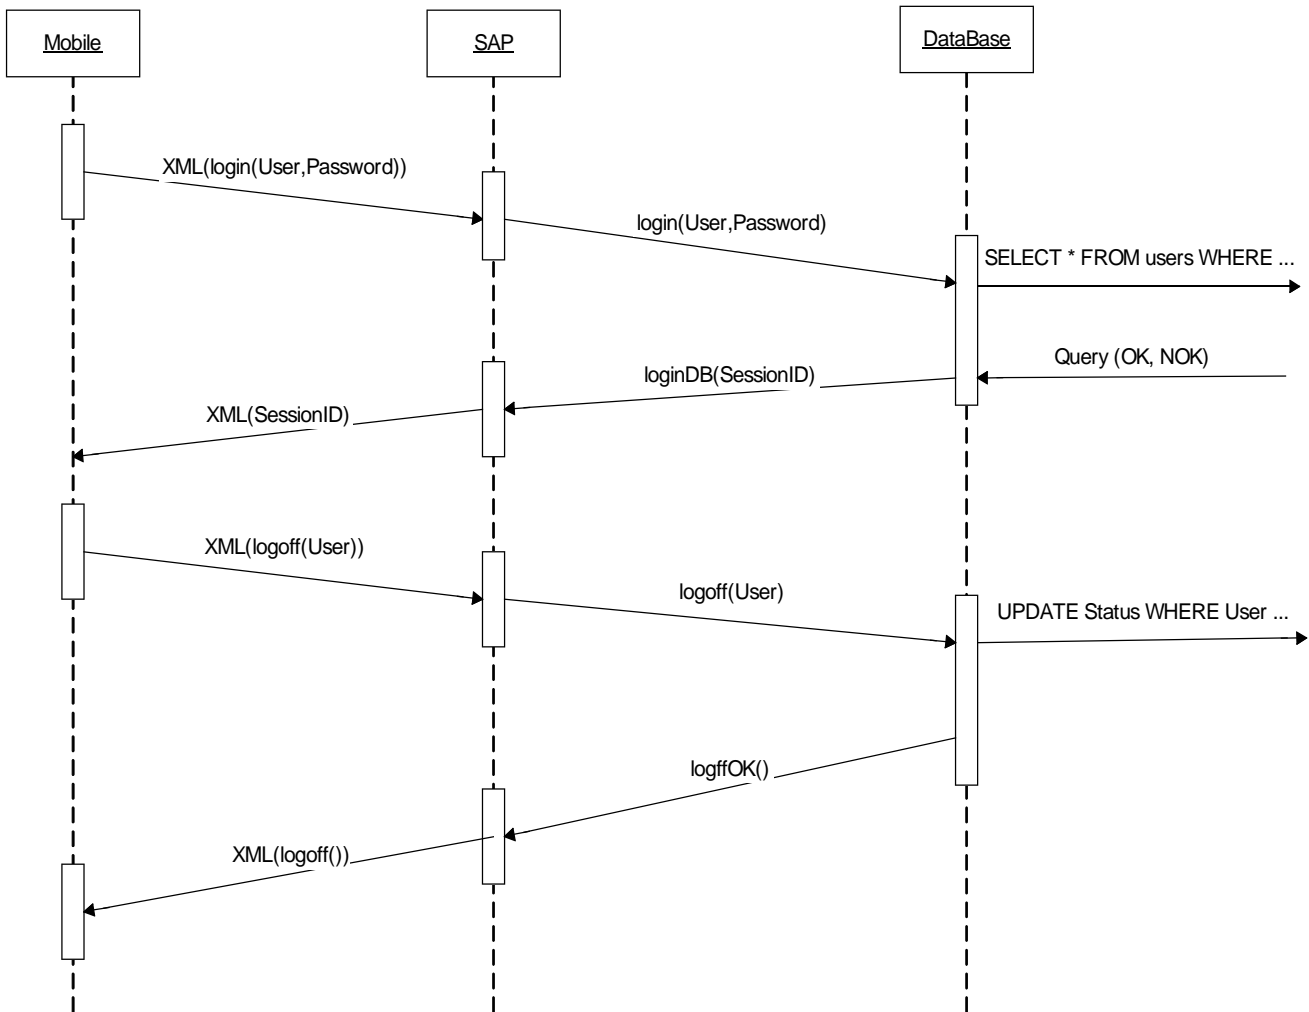 Mobile
SAP
DataBase
XML(login(User,Password))
login(User,Password)
SELECT * FROM users WHERE ...
Query (OK, NOK)
loginDB(SessionID)
XML(SessionID)
XML(logoff(User))
logoff(User)
UPDATE Status WHERE User ...
logffOK()
XML(logoff())